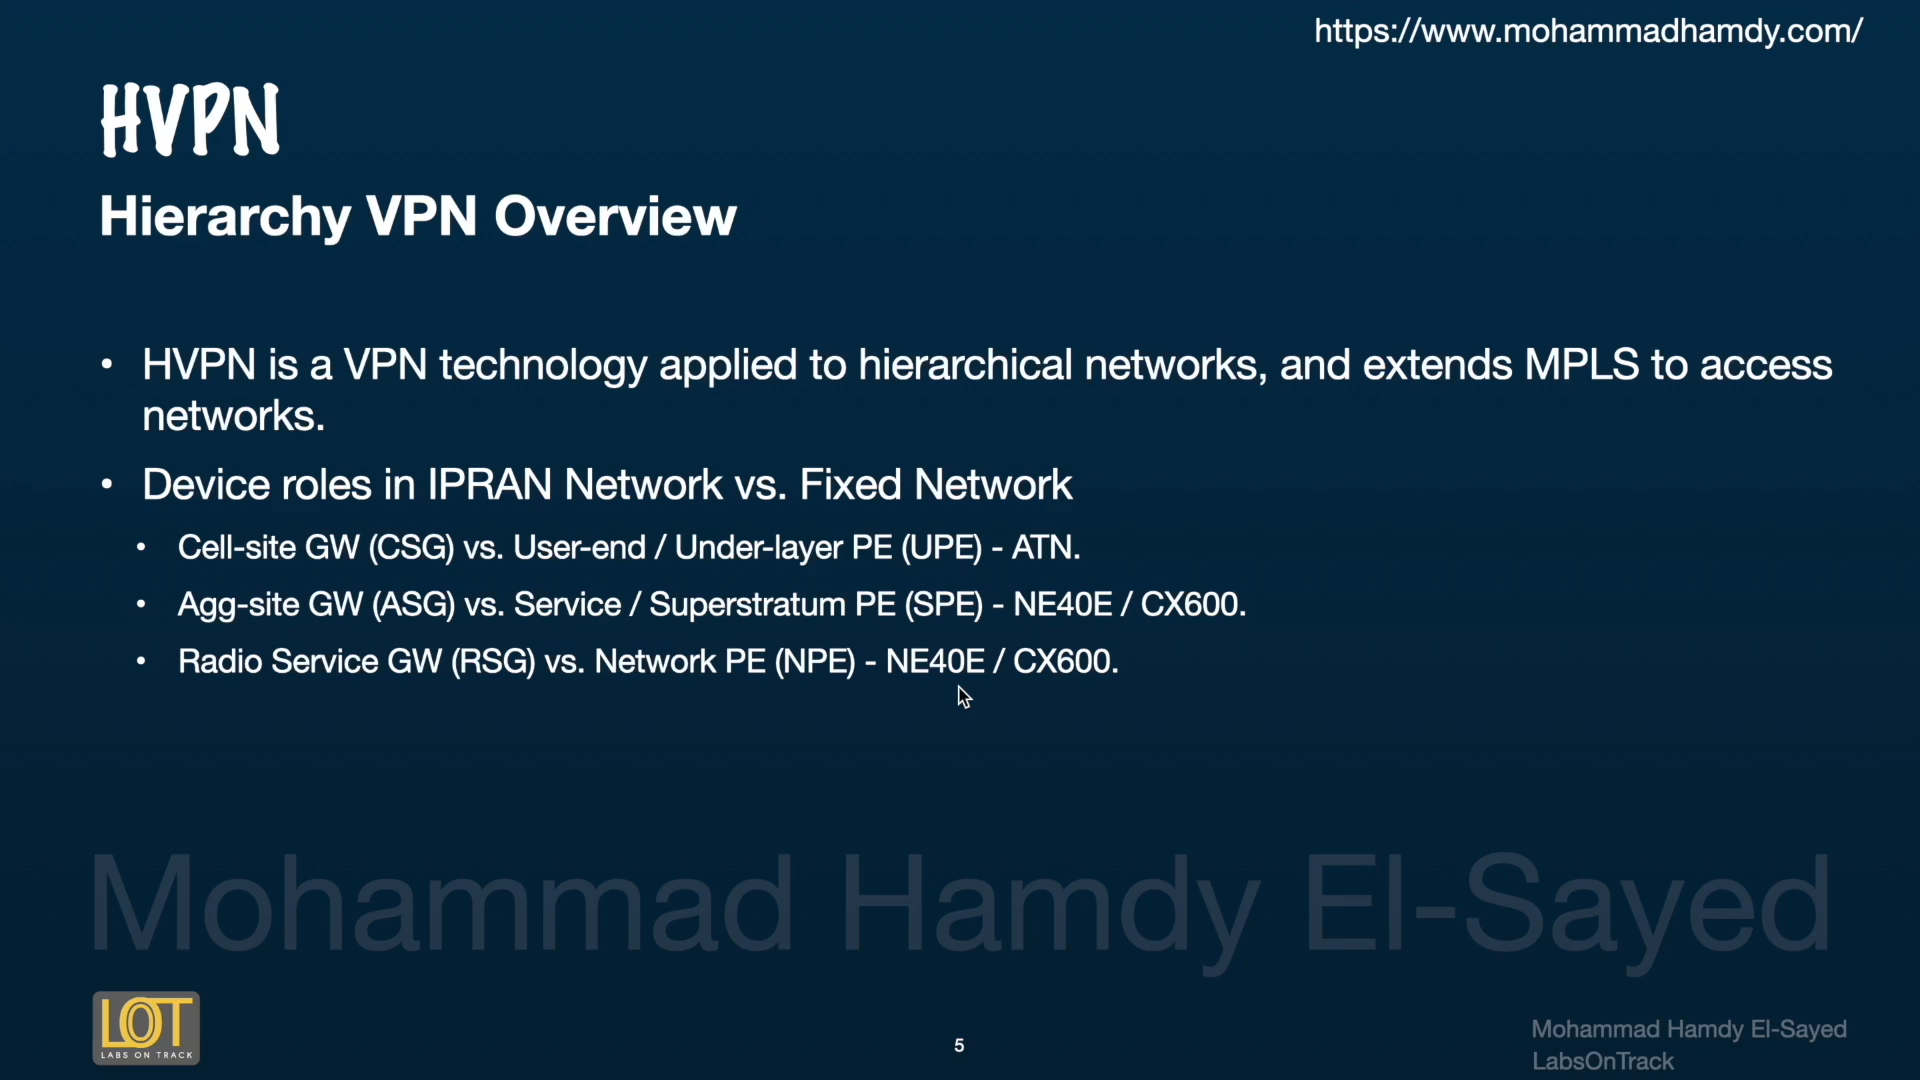 https://www.mohammadhamdy.com/
HVPN
Hierarchy VPN Overview
• HVPN is a VPN technology applied to hierarchical networks, and extends MPLS to access
networks.
• Device roles in IPRAN Network vs. Fixed Network
• Cell-site GW (CSG) vs. User-end / Under-layer PE (UPE) - ATN.
• Agg-site GW (ASG) vs. Service / Superstratum PE (SPE) - NE40E / CX600.
• Radio Service GW (RSG) vs. Network PE (NPE) - NE40E / CX600.
Mohammad Hamdy El-Sayed
LOT
LABS ON TRACK
5
Mohammad Hamdy El-Sayed
LabsOnTrack